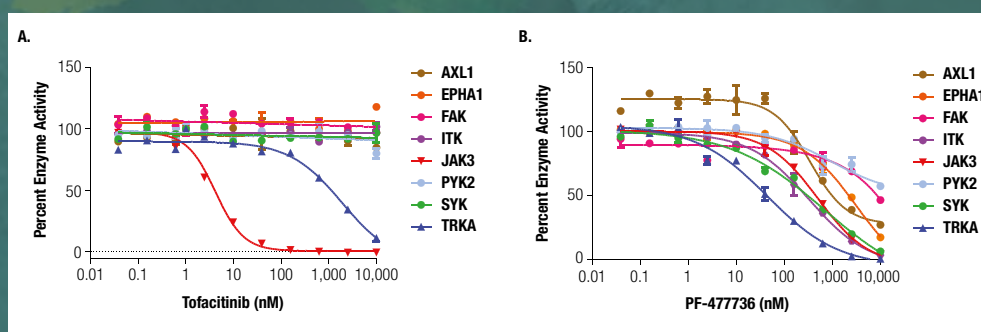 A.
Percent Enzyme Activity
150
100
50
0
0.01 0.1 1 10 100 1,000 10,000
Tofacitinib (nM)
AXL1
EPHA1
FAK
ITK
JAK3
PYK2
SYK
TRKA
B.
Percent Enzyme Activity
150
100
50
0
0.01 0.1 1 10 100 1,000 10,000
PF-477736 (nM)
AXL1
EPHA1
FAK
ITK
JAK3
PYK2
SYK
TRKA